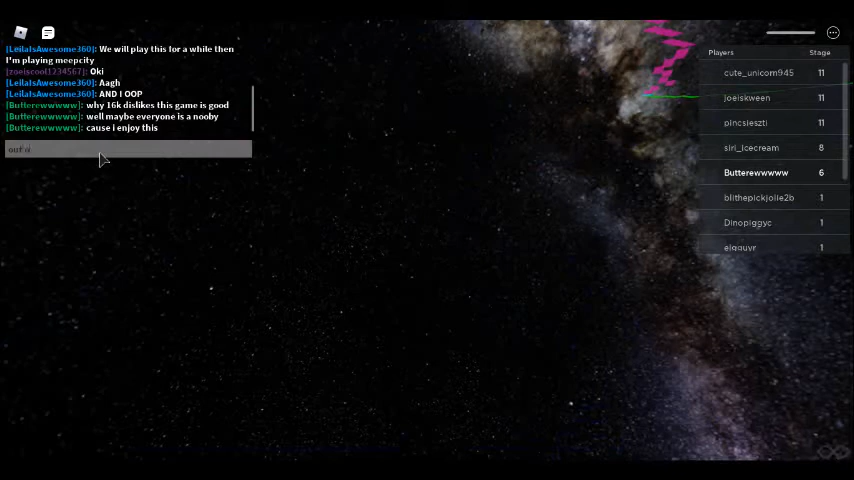 [LeilaIsAwesome360]: We will play this for a while then
I'm playing meepcity
[zoeiscool1234567]: Oki
[LeilaIsAwesome360]: Aagh
[LeilaIsAwesome360]: AND I OOP
[Butterewwwww]: why 16k dislikes this game is good
[Butterewwwww]: well maybe everyone is a nooby
[Butterewwwww]: cause i enjoy this
Players Stage
cute_unicorn945 11
joeiskween 11
pincsieszti 11
siri_icecream 8
Butterewwwww 6
blithepickjolie2b 1
Dinopiggyc 1